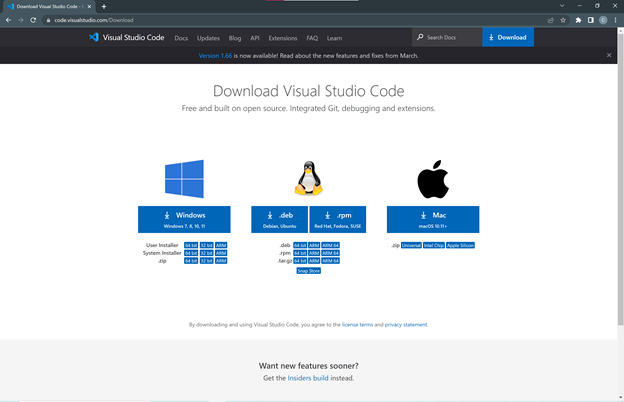 Download Visual Studio Code - 
code.visualstudio.com/Download
Visual Studio Code Docs Updates Blog API Extensions FAQ Learn Search Docs Download
Version 1.66 is now available! Read about the new features and fixes from March.
Download Visual Studio Code
Free and built on open source. Integrated Git, debugging and extensions.
Windows
Windows 7, 8, 10, 11
User Installer 64 bit 32 bit ARM
System Installer 64 bit 32 bit ARM
.zip 64 bit 32 bit ARM
.deb
Debian, Ubuntu
.rpm
Red Hat, Fedora, SUSE
.deb 64 bit ARM ARM 64
.rpm 64 bit ARM ARM 64
.tar.gz 64 bit ARM ARM 64
Snap Store
Mac
macOS 10.11+
.zip Universal Intel Chip Apple Silicon
By downloading and using Visual Studio Code, you agree to the license terms and privacy statement.
Want new features sooner?
Get the Insiders build instead.